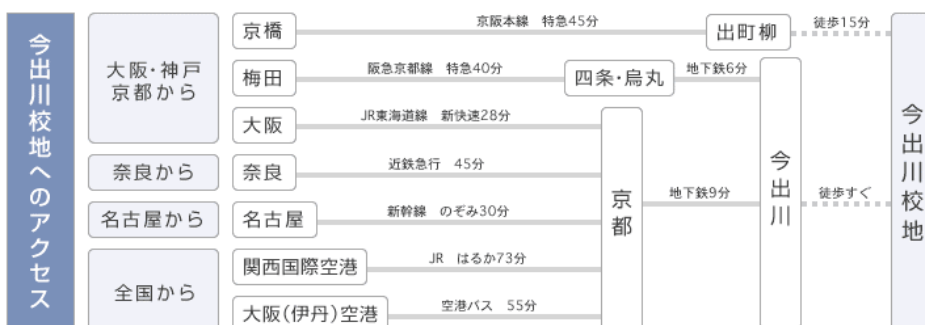 今出川校地へのアクセス
大阪・神戸
京都から
京橋
京阪本線　特急45分
出町柳
徒歩15分
梅田
阪急京都線　特急40分
四条・烏丸
地下鉄6分
大阪
JR東海道線　新快速28分
奈良から
奈良
近鉄急行　45分
名古屋から
名古屋
新幹線　のぞみ30分
全国から
関西国際空港
JR　はるか73分
大阪(伊丹)空港
空港バス　55分
京都
地下鉄9分
今出川
徒歩すぐ
今出川校地